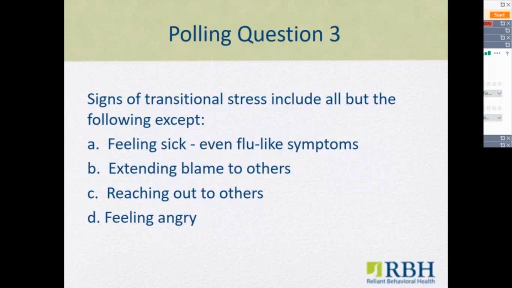 Polling Question 3
Signs of transitional stress include all but the
following except:
a. Feeling sick - even flu-like symptoms
b. Extending blame to others
c. Reaching out to others
d. Feeling angry
RBH
Reliant Behavioral Health
Start